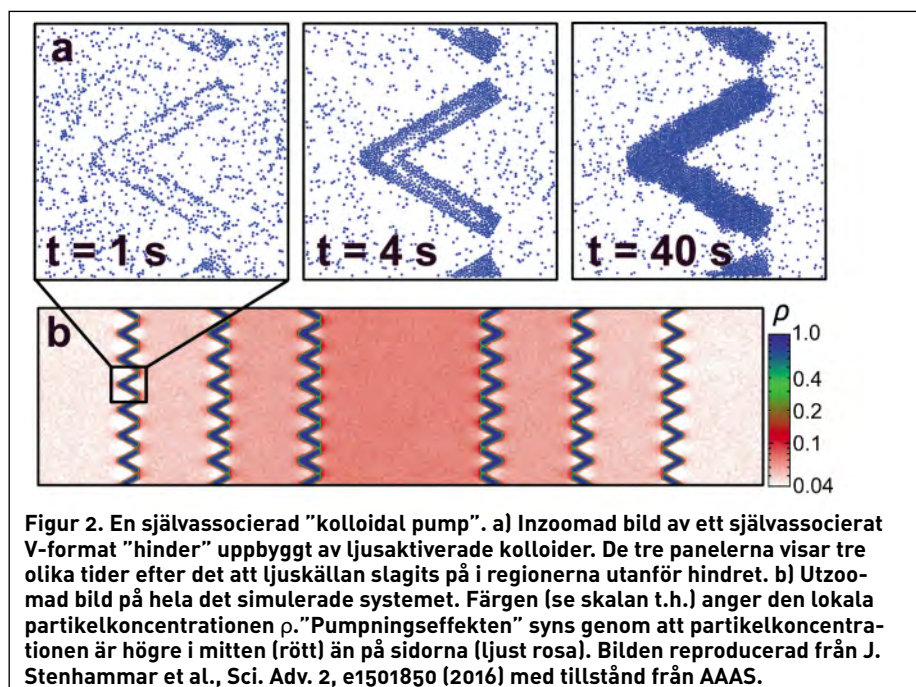 a
t = 1 s
t = 4 s
t = 40 s
b
ρ
1.0
0.4
0.2
0.1
0.04
Figur 2. En självassocierad ”kolloidal pump”. a) Inzoomad bild av ett självassocierat
V-format ”hinder” uppbyggt av ljusaktiverade kolloider. De tre panelerna visar tre
olika tider efter det att ljuskällan slagits på i regionerna utanför hindret. b) Utzoo-
mad bild på hela det simulerade systemet. Färgen (se skalan t.h.) anger den lokala
partikelkoncentrationen ρ.”Pumpningseffekten” syns genom att partikelkoncentra-
tionen är högre i mitten (rött) än på sidorna (ljust rosa). Bilden reproducerad från J.
Stenhammar et al., Sci. Adv. 2, e1501850 (2016) med tillstånd från AAAS.